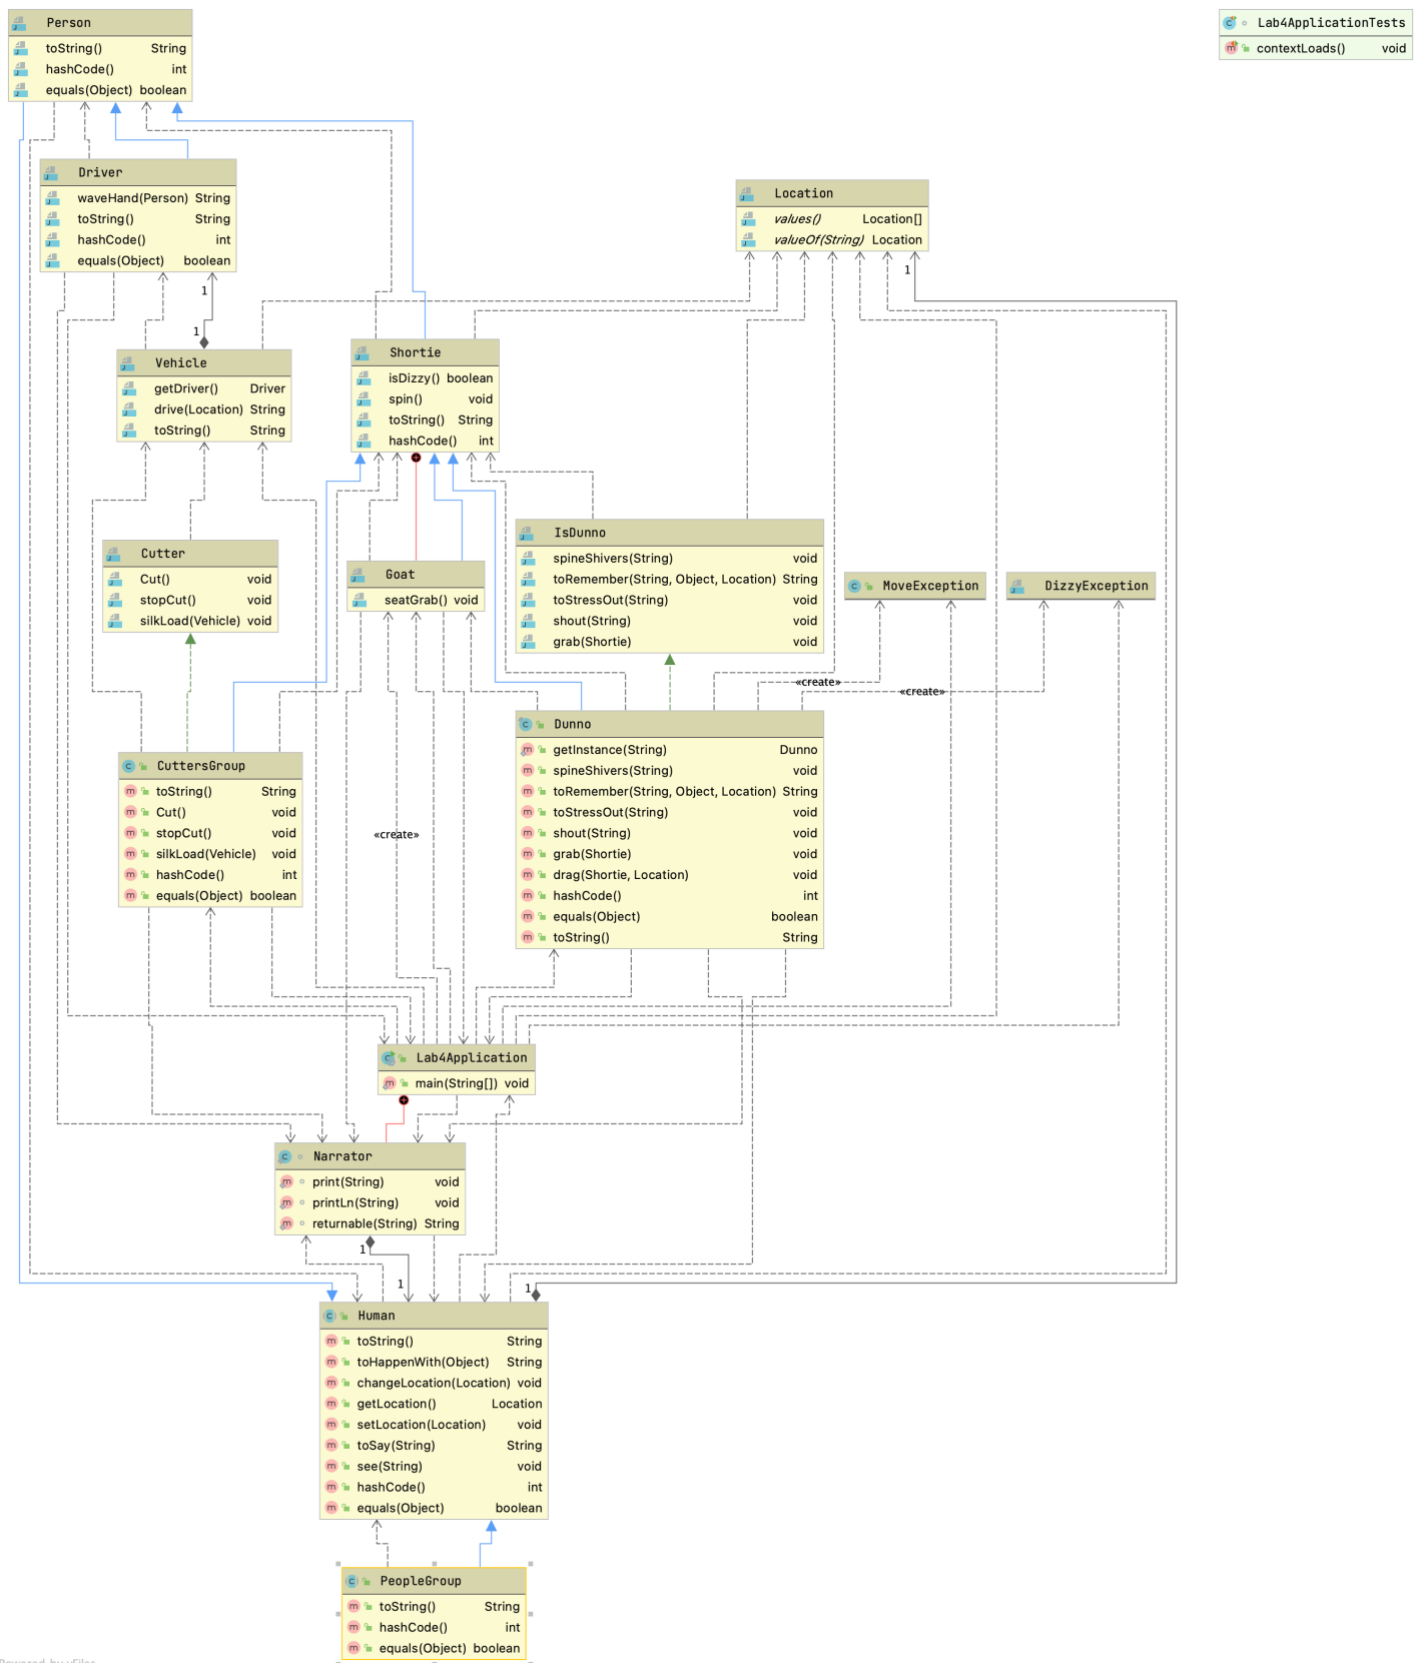 Person
toString() String
hashCode() int
equals(Object) boolean
Lab4ApplicationTests
contextLoads() void
Driver
waveHand(Person) String
toString() String
hashCode() int
equals(Object) boolean
Location
values() Location[]
valueOf(String) Location
1
1
1
Vehicle
getDriver() Driver
drive(Location) String
toString() String
Shortie
isDizzy() boolean
spin() void
toString() String
hashCode() int
Cutter
Cut() void
stopCut() void
silkLoad(Vehicle) void
Goat
seatGrab() void
IsDunno
spineShivers(String) void
toRemember(String, Object, Location) String
toStressOut(String) void
shout(String) void
grab(Shortie) void
MoveException
DizzyException
«create»
«create»
CuttersGroup
toString() String
Cut() void
stopCut() void
silkLoad(Vehicle) void
hashCode() int
equals(Object) boolean
«create»
Dunno
getInstance(String) Dunno
spineShivers(String) void
toRemember(String, Object, Location) String
toStressOut(String) void
shout(String) void
grab(Shortie) void
drag(Shortie, Location) void
hashCode() int
equals(Object) boolean
toString() String
Lab4Application
main(String[]) void
Narrator
print(String) void
printLn(String) void
returnable(String) String
1
1
1
Human
toString() String
toHappenWith(Object) String
changeLocation(Location) void
getLocation() Location
setLocation(Location) void
toSay(String) String
see(String) void
hashCode() int
equals(Object) boolean
PeopleGroup
toString() String
hashCode() int
equals(Object) boolean
Powered by yFiles